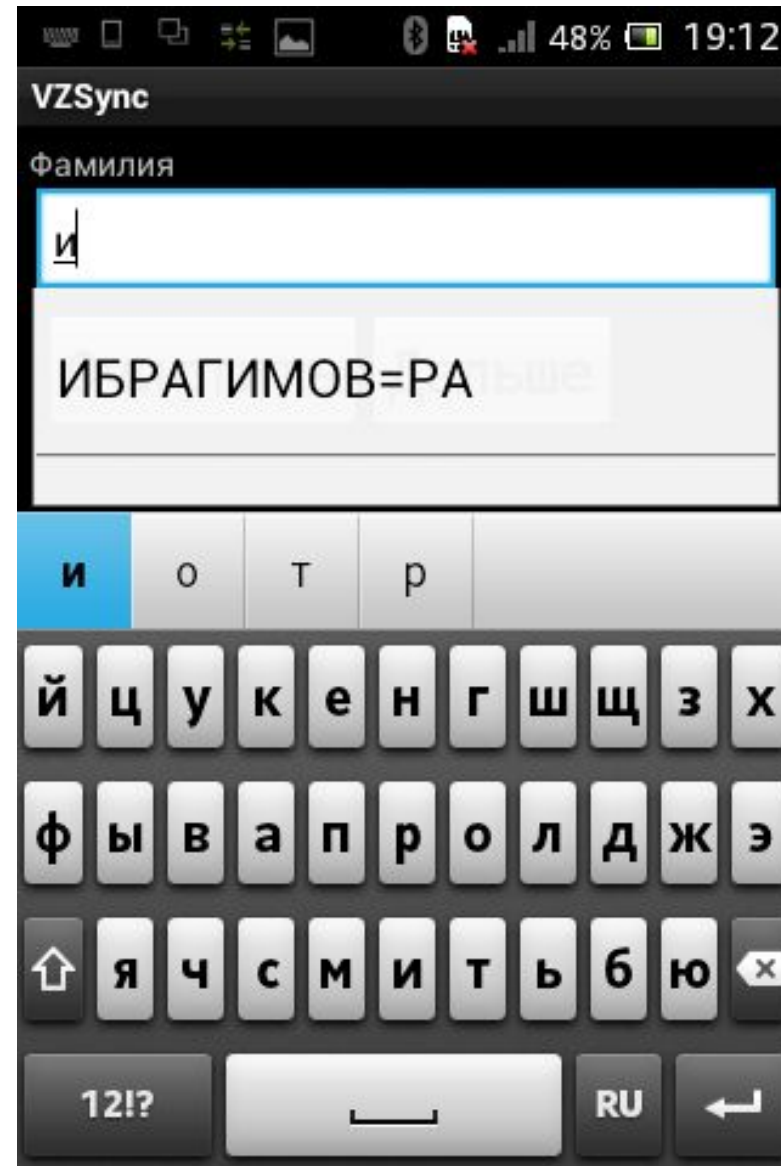 48% 19:12
VZSync
Фамилия
и
ИБРАГИМОВ=РА
и о т р
й ц у к е н г ш щ з х
ф ы в а п р о л д ж э
я ч с м и т ь б ю
12!? RU